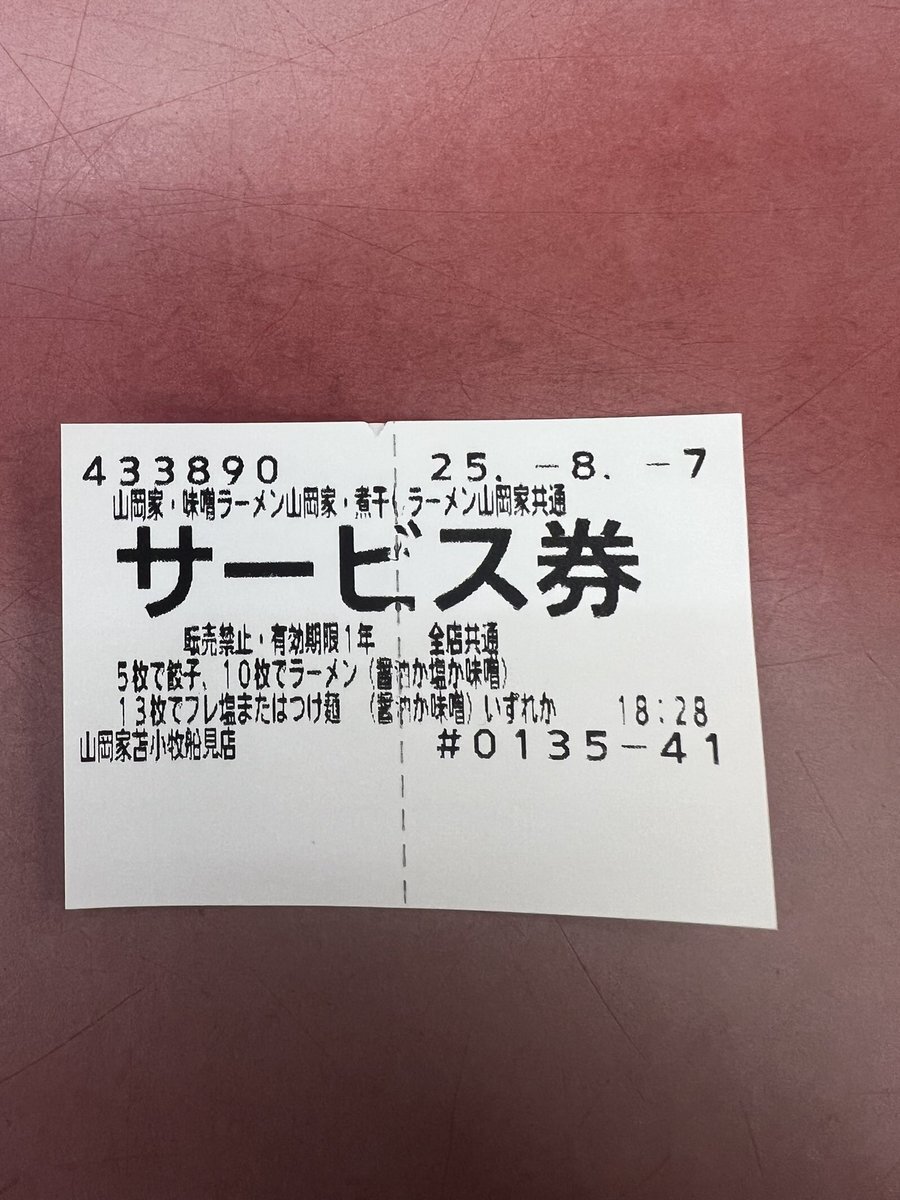 433890 25.-8.-7
山岡家・味噌ラーメン山岡家・煮干しラーメン山岡家共通
サービス券
転売禁止・有効期限1年 全店共通
5枚で餃子、10枚でラーメン(醤油か塩か味噌)
13枚でプレ塩またはつけ麺 (醤油か味噌)いずれか 18:28
山岡家苫小牧船見店 #0135-41